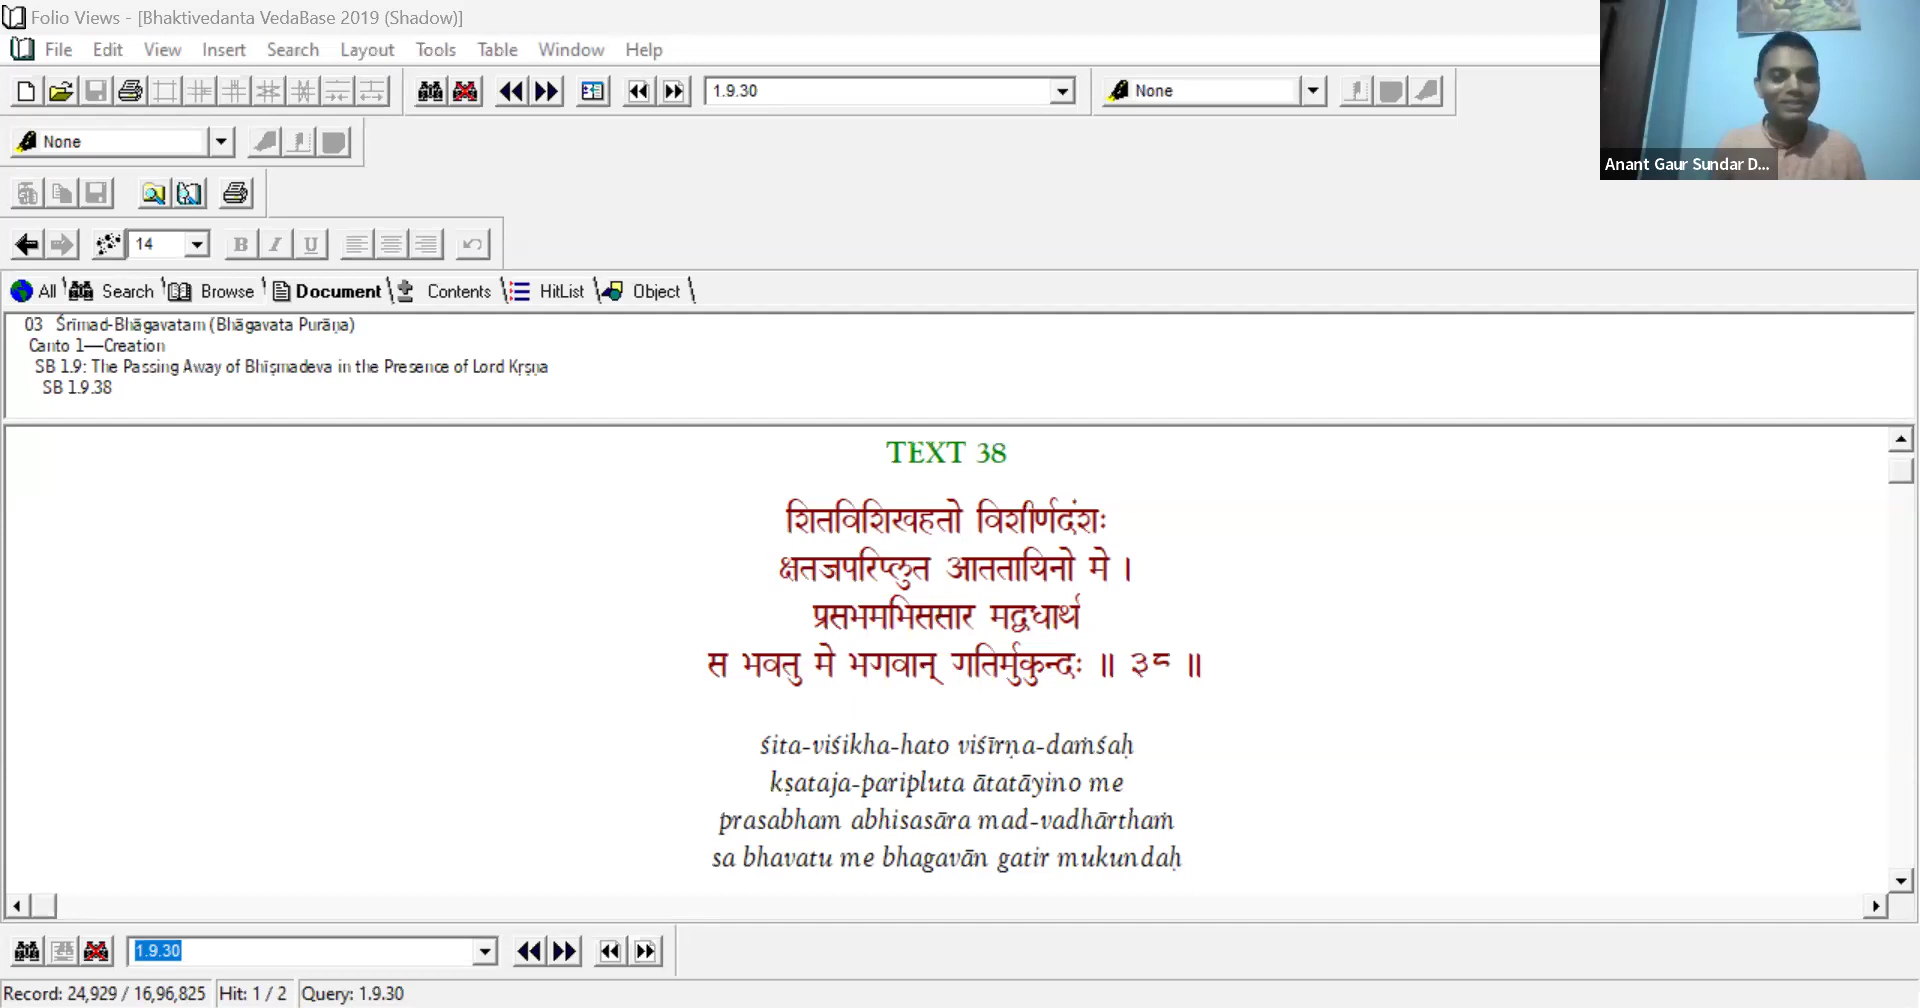 Folio Views - [Bhaktivedanta VedaBase 2019 (Shadow)]
File Edit View Insert Search Layout Tools Table Window Help
1.9.30 None
None
Anant Gaur Sundar D...
14 B I U
All Search Browse Document Contents HitList Object
03 Śrīmad-Bhāgavatam (Bhāgavata Purāṇa)
Canto 1—Creation
SB 1.9: The Passing Away of Bhīṣmadeva in the Presence of Lord Kṛṣṇa
SB 1.9.38
TEXT 38
शितविशिखहतो विशीर्णदंशः
क्षतजपरिप्लुत आततायिनो मे ।
प्रसभमभिससार मद्वधार्थं
स भवतु मे भगवान् गतिर्मुकुन्दः ॥ ३८ ॥
śita-viśikha-hato viśīrṇa-daṁśaḥ
kṣataja-paripluta ātatāyino me
prasabham abhisasāra mad-vadhārthaṁ
sa bhavatu me bhagavān gatir mukundaḥ
1.9.30
Record: 24,929 / 16,96,825 Hit: 1 / 2 Query: 1.9.30